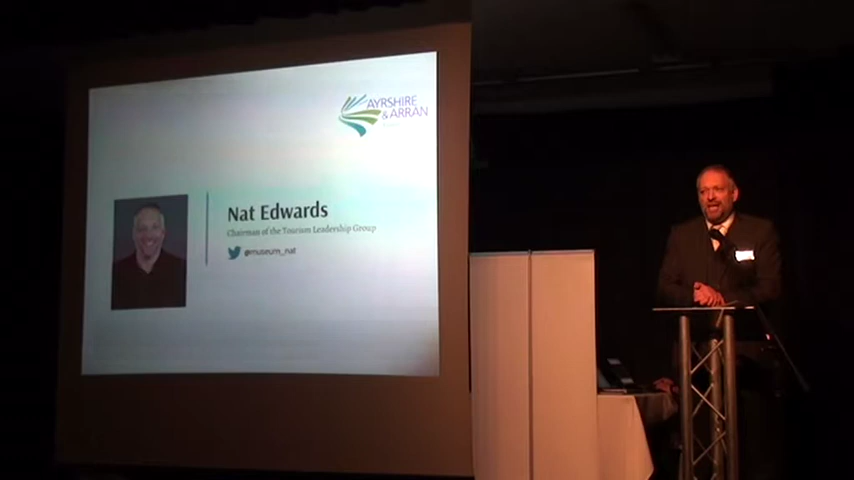 AYRSHIRE
& ARRAN
Nat Edwards
Chairman of the Tourism Leadership Group
@museum_nat